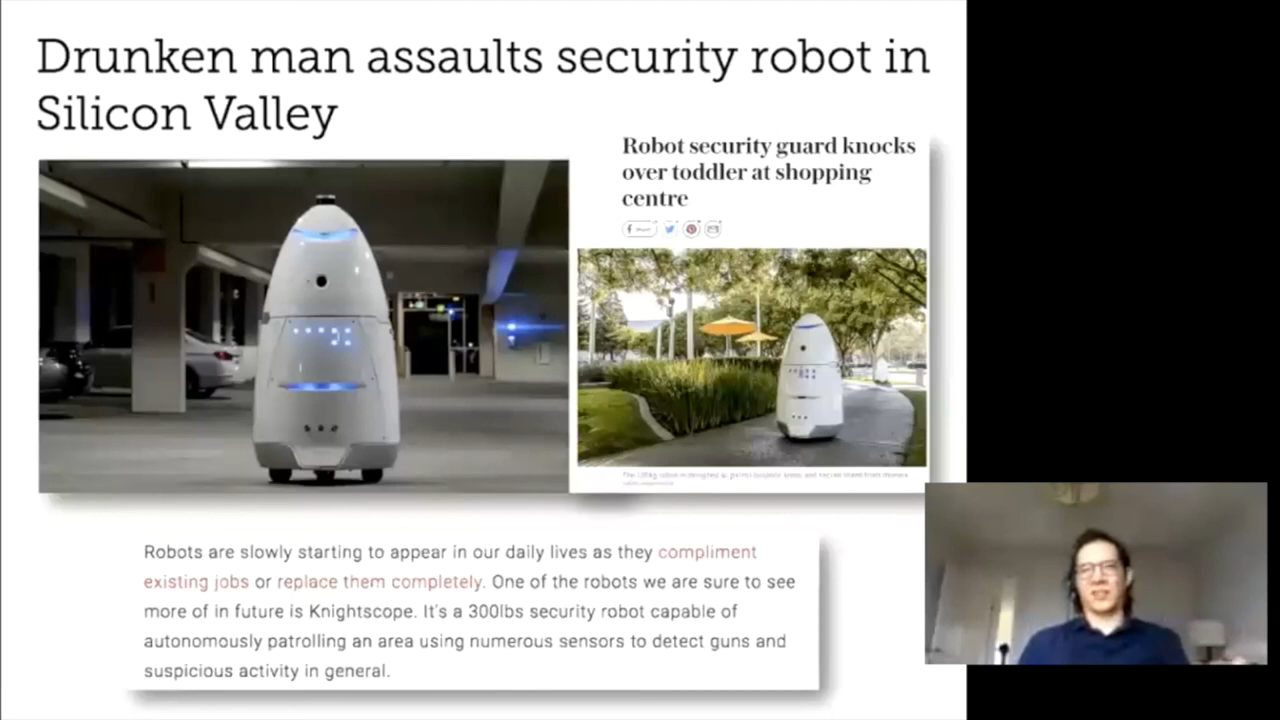 Drunken man assaults security robot in
Silicon Valley
Robot security guard knocks
over toddler at shopping
centre
Robots are slowly starting to appear in our daily lives as they compliment
existing jobs or replace them completely. One of the robots we are sure to see
more of in future is Knightscope. It's a 300lbs security robot capable of
autonomously patrolling an area using numerous sensors to detect guns and
suspicious activity in general.